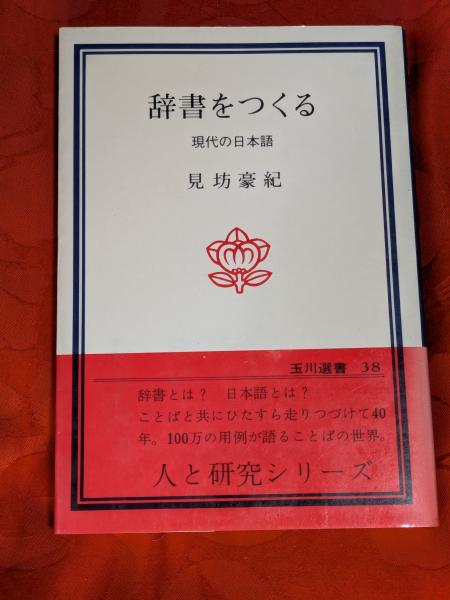 辞書をつくる
現代の日本語
見坊豪紀
玉川選書 38
辞書とは? 日本語とは?
ことばと共にひたすら走りつづけて40
年。100万の用例が語ることばの世界。
人と研究シリーズ